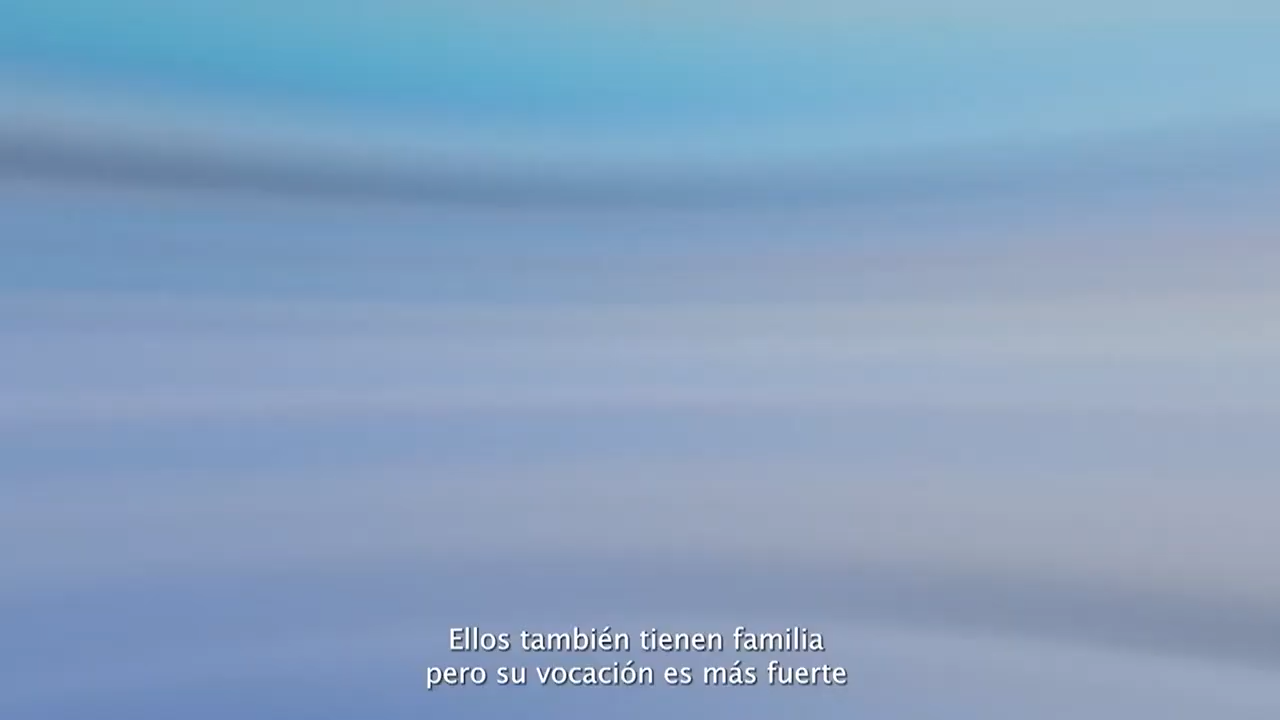 Ellos también tienen familia
pero su vocación es más fuerte